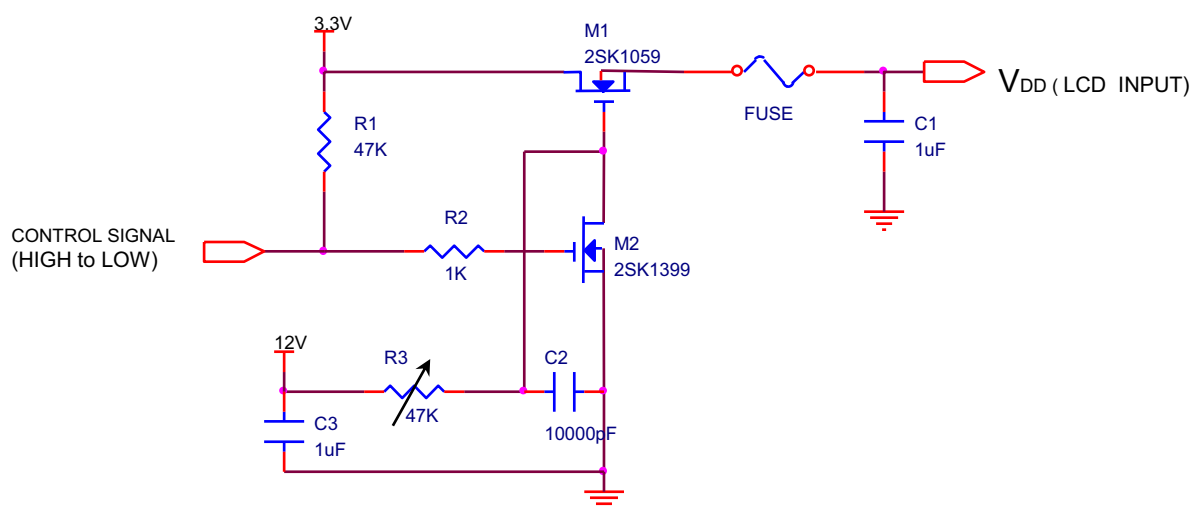 3.3V
M1
2SK1059
R1
47K
FUSE
VDD ( LCD INPUT)
C1
1uF
CONTROL SIGNAL
(HIGH to LOW)
R2
1K
M2
2SK1399
12V
R3
47K
C2
10000pF
C3
1uF